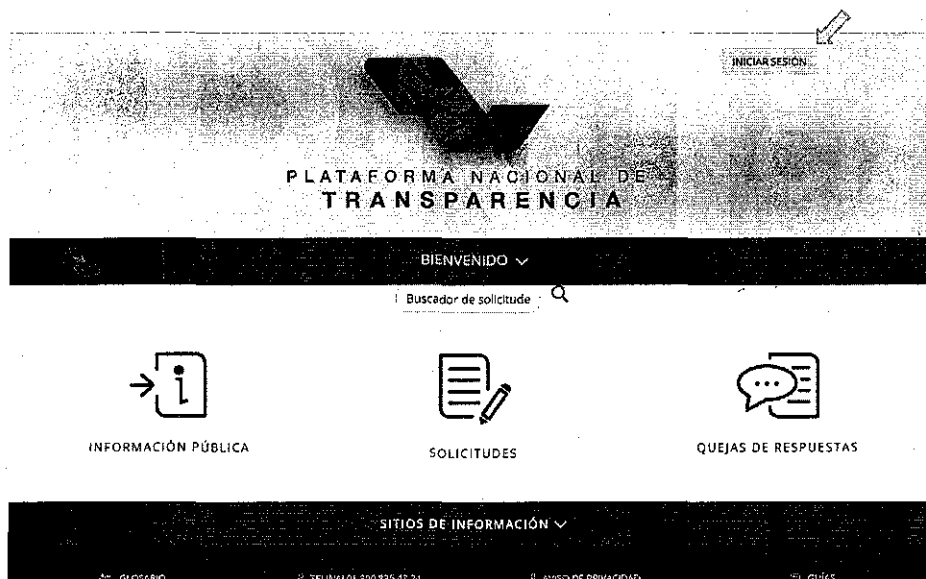 INICIAR SESIÓN
PLATAFORMA NACIONAL DE
TRANSPARENCIA
BIENVENIDO
Buscador de solicitude
INFORMACIÓN PÚBLICA
SOLICITUDES
QUEJAS DE RESPUESTAS
SITIOS DE INFORMACIÓN
GLOSARIO
AVISO DE PRIVACIDAD
GUÍAS